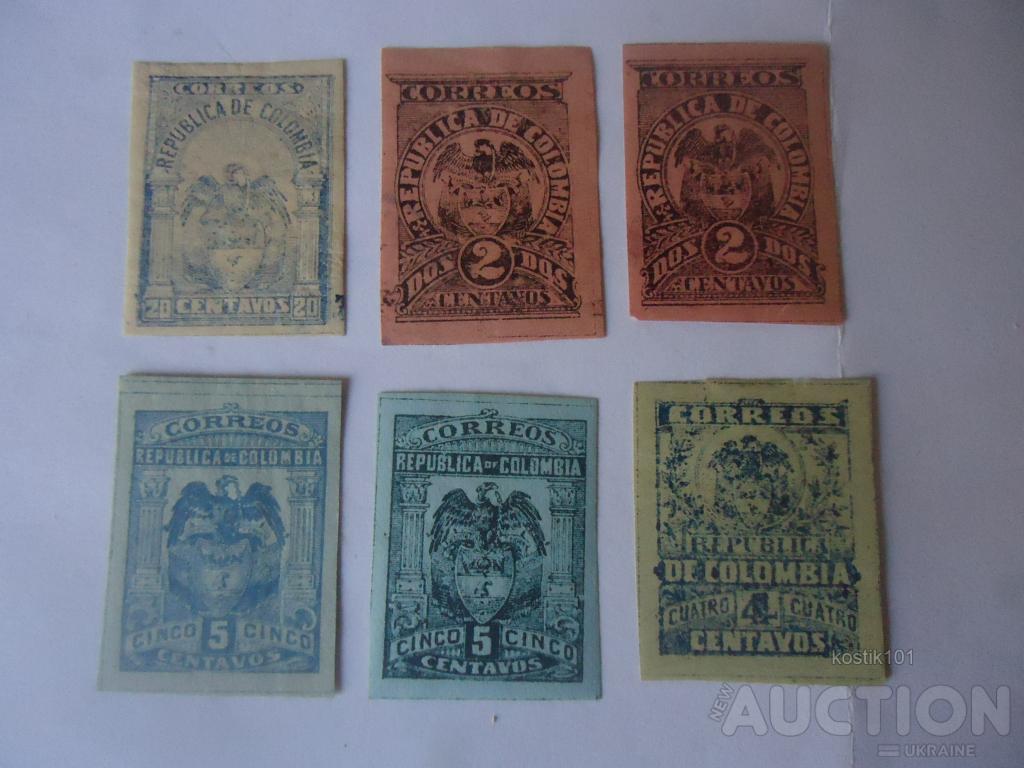 CORREOS
REPUBLICA DE COLOMBIA
20 CENTAVOS 20
CORREOS
REPUBLICA DE COLOMBIA
DOS 2 DOS
CENTAVOS
CORREOS
REPUBLICA DE COLOMBIA
DOS 2 DOS
CENTAVOS
CORREOS
REPUBLICA DE COLOMBIA
CINCO 5 CINCO
CENTAVOS
CORREOS
REPUBLICA DE COLOMBIA
CINCO 5 CINCO
CENTAVOS
CORREOS
REPUBLICA
DE COLOMBIA
CUATRO 4 CUATRO
CENTAVOS
kostik101
NEW AUCTION
UKRAINE